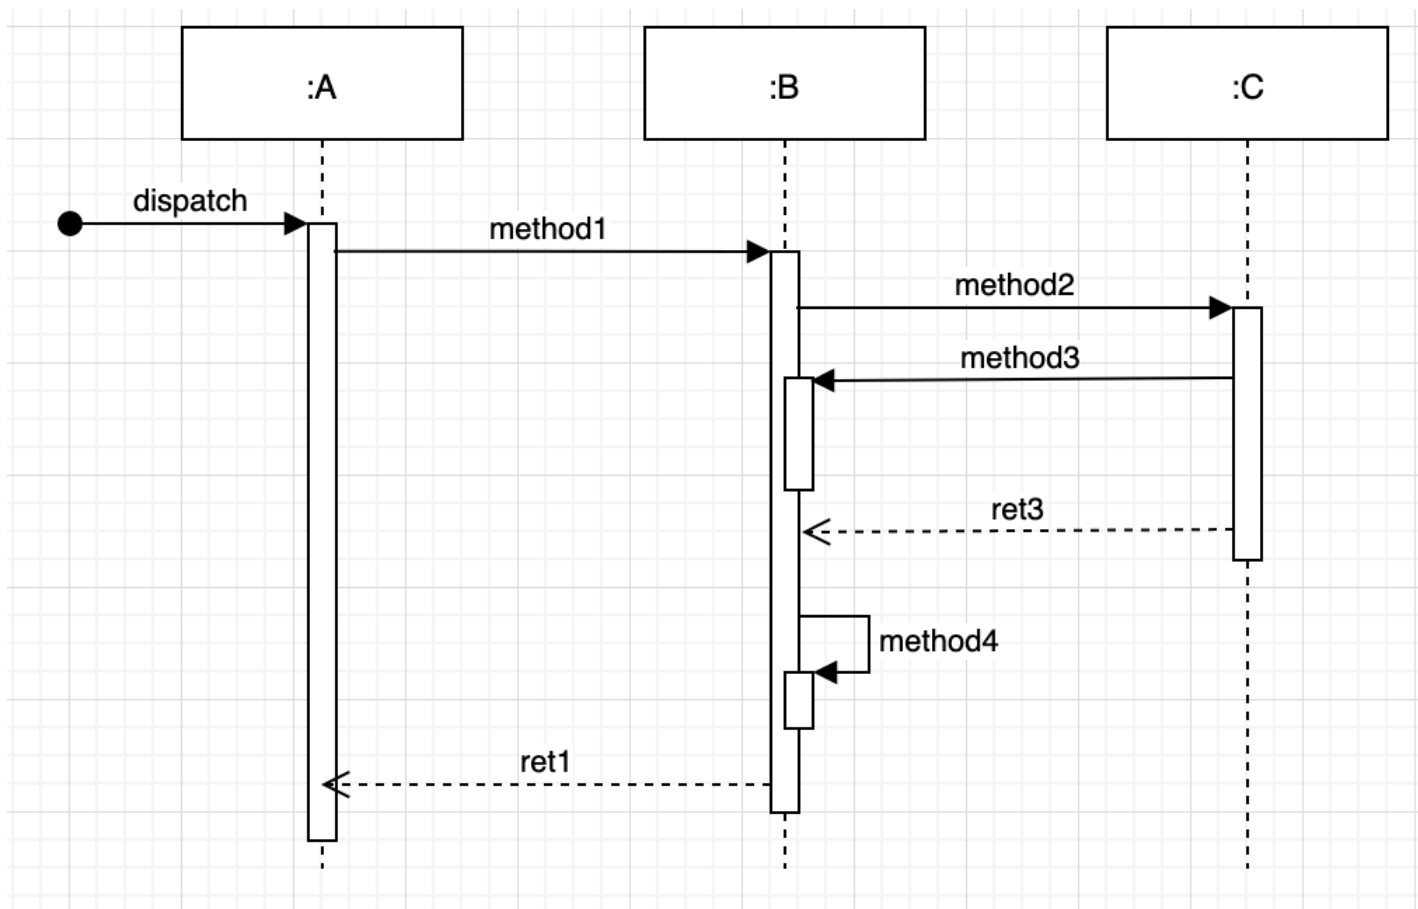 :A
:B
:C
dispatch
method1
method2
method3
ret3
method4
ret1